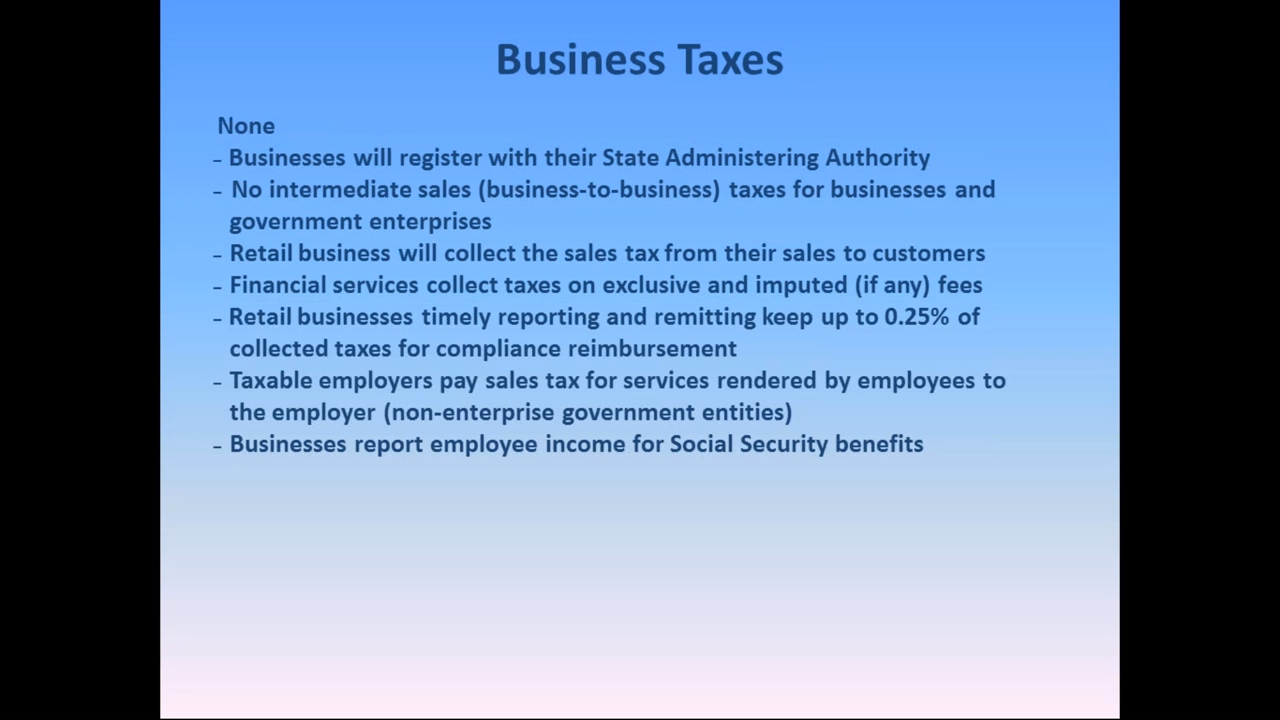 Business Taxes
None
- Businesses will register with their State Administering Authority
- No intermediate sales (business-to-business) taxes for businesses and
government enterprises
- Retail business will collect the sales tax from their sales to customers
- Financial services collect taxes on exclusive and imputed (if any) fees
- Retail businesses timely reporting and remitting keep up to 0.25% of
collected taxes for compliance reimbursement
- Taxable employers pay sales tax for services rendered by employees to
the employer (non-enterprise government entities)
- Businesses report employee income for Social Security benefits